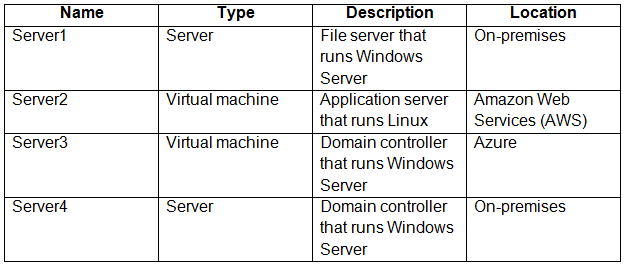 Name Type Description Location
Server1 Server File server that On-premises
runs Windows
Server
Server2 Virtual machine Application server Amazon Web
that runs Linux Services (AWS)
Server3 Virtual machine Domain controller Azure
that runs Windows
Server
Server4 Server Domain controller On-premises
that runs Windows
Server